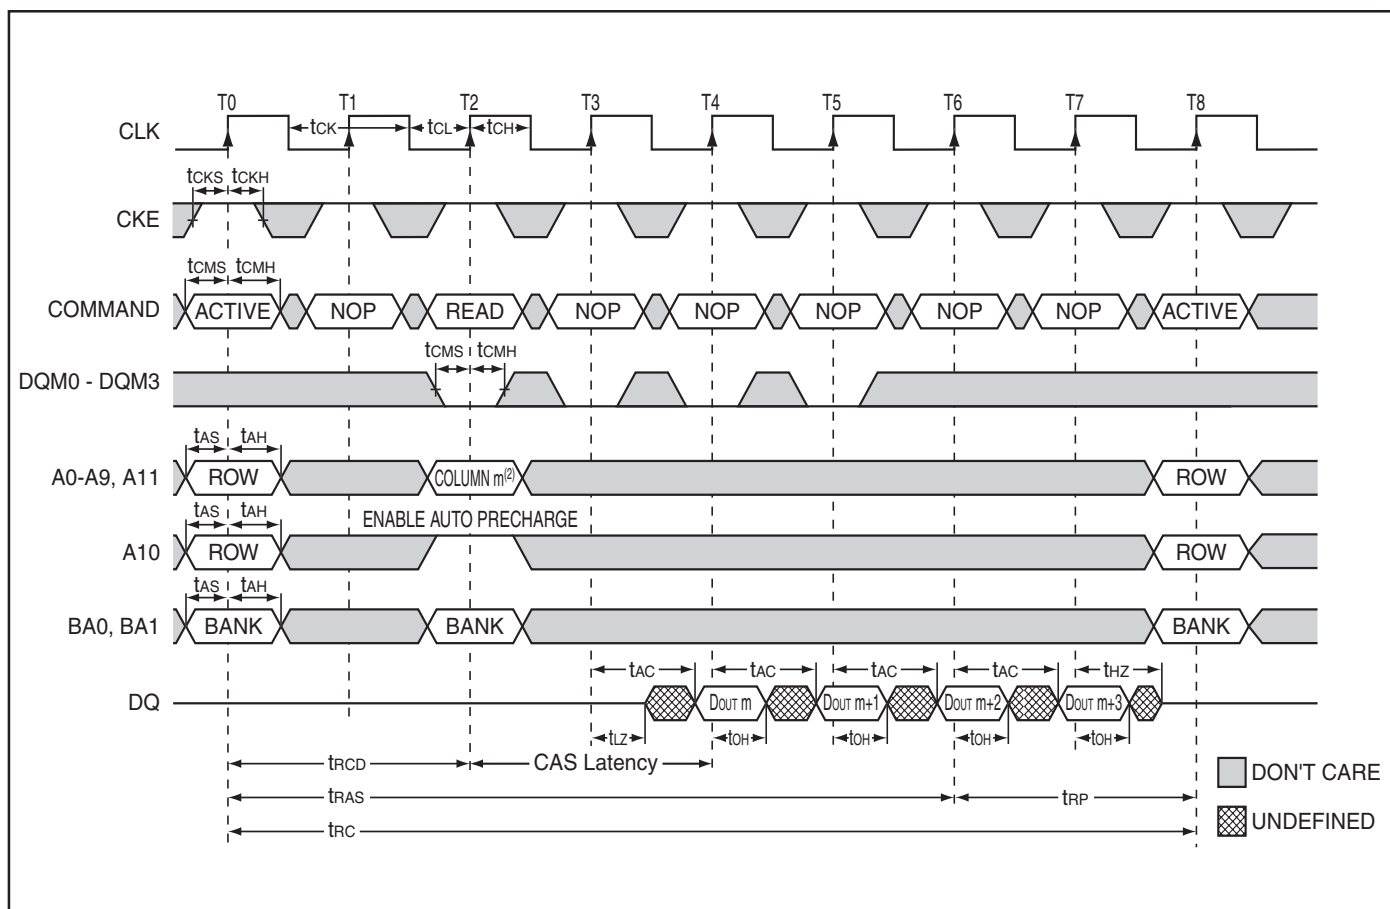 T0 T1 T2 T3 T4 T5 T6 T7 T8
CLK tCK tCL tCH
tCKS tCKH
CKE
tCMS tCMH
COMMAND ACTIVE NOP READ NOP NOP NOP NOP NOP ACTIVE
tCMS tCMH
DQM0 - DQM3
tAS tAH
A0-A9, A11 ROW COLUMN m(2) ROW
tAS tAH ENABLE AUTO PRECHARGE
A10 ROW ROW
tAS tAH
BA0, BA1 BANK BANK BANK
tAC tAC tAC tAC tHZ
DQ DOUT m DOUT m+1 DOUT m+2 DOUT m+3
tLZ tOH tOH tOH tOH
tRCD CAS Latency
DON'T CARE
tRAS tRP
UNDEFINED
tRC